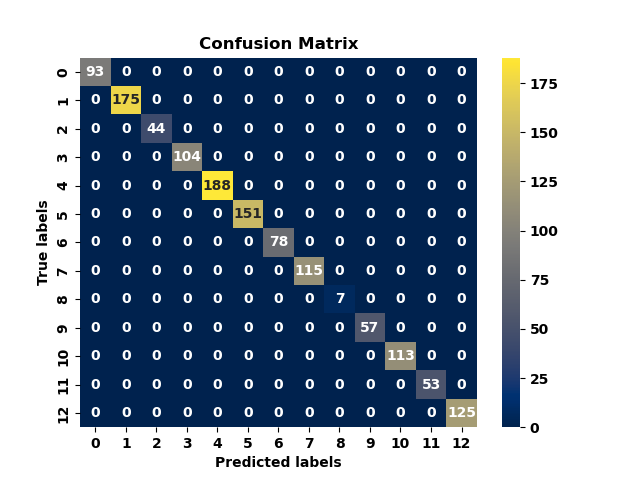 Confusion Matrix
0 93 0 0 0 0 0 0 0 0 0 0 0 0
1 0 175 0 0 0 0 0 0 0 0 0 0 0
2 0 0 44 0 0 0 0 0 0 0 0 0 0
3 0 0 0 104 0 0 0 0 0 0 0 0 0
4 0 0 0 0 188 0 0 0 0 0 0 0 0
5 0 0 0 0 0 151 0 0 0 0 0 0 0
6 0 0 0 0 0 0 78 0 0 0 0 0 0
7 0 0 0 0 0 0 0 115 0 0 0 0 0
8 0 0 0 0 0 0 0 0 7 0 0 0 0
9 0 0 0 0 0 0 0 0 0 57 0 0 0
10 0 0 0 0 0 0 0 0 0 0 113 0 0
11 0 0 0 0 0 0 0 0 0 0 0 53 0
12 0 0 0 0 0 0 0 0 0 0 0 0 125
0 1 2 3 4 5 6 7 8 9 10 11 12
Predicted labels
True labels
175
150
125
100
75
50
25
0